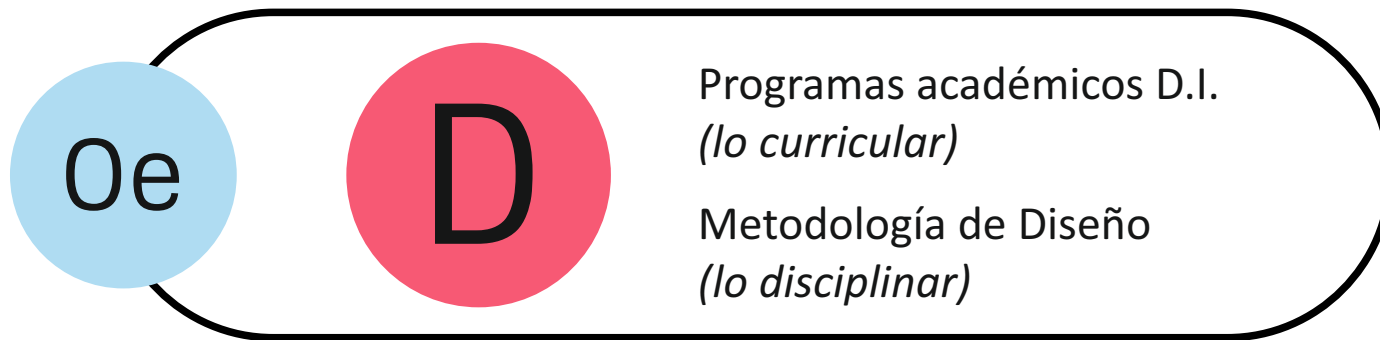 Oe
D
Programas académicos D.I.
(lo curricular)
Metodología de Diseño
(lo disciplinar)